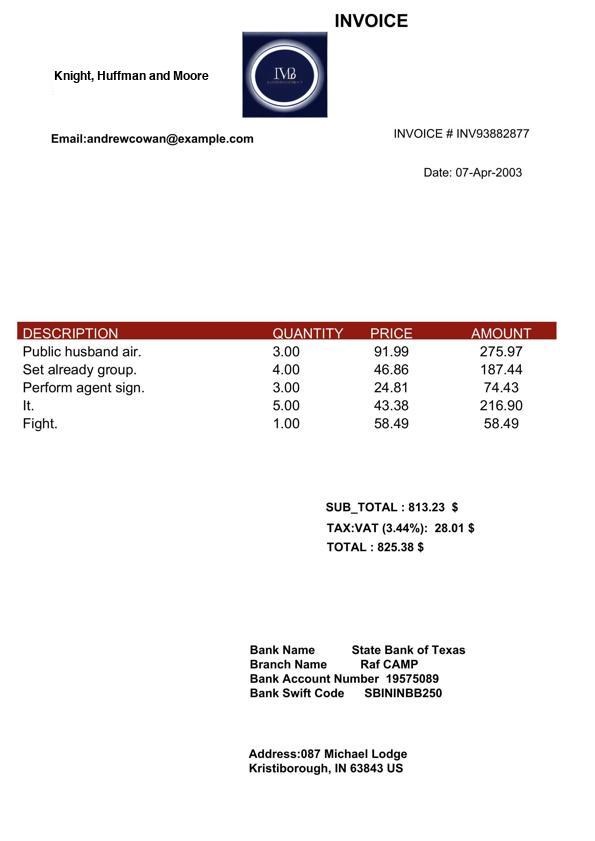 INVOICE
Knight, Huffman and Moore
Email:andrewcowan@example.com
INVOICE # INV93882877
Date: 07-Apr-2003
DESCRIPTION QUANTITY PRICE AMOUNT
Public husband air. 3.00 91.99 275.97
Set already group. 4.00 46.86 187.44
Perform agent sign. 3.00 24.81 74.43
It. 5.00 43.38 216.90
Fight. 1.00 58.49 58.49
SUB_TOTAL : 813.23 $
TAX:VAT (3.44%): 28.01 $
TOTAL : 825.38 $
Bank Name State Bank of Texas
Branch Name Raf CAMP
Bank Account Number 19575089
Bank Swift Code SBININBB250
Address:087 Michael Lodge
Kristiborough, IN 63843 US